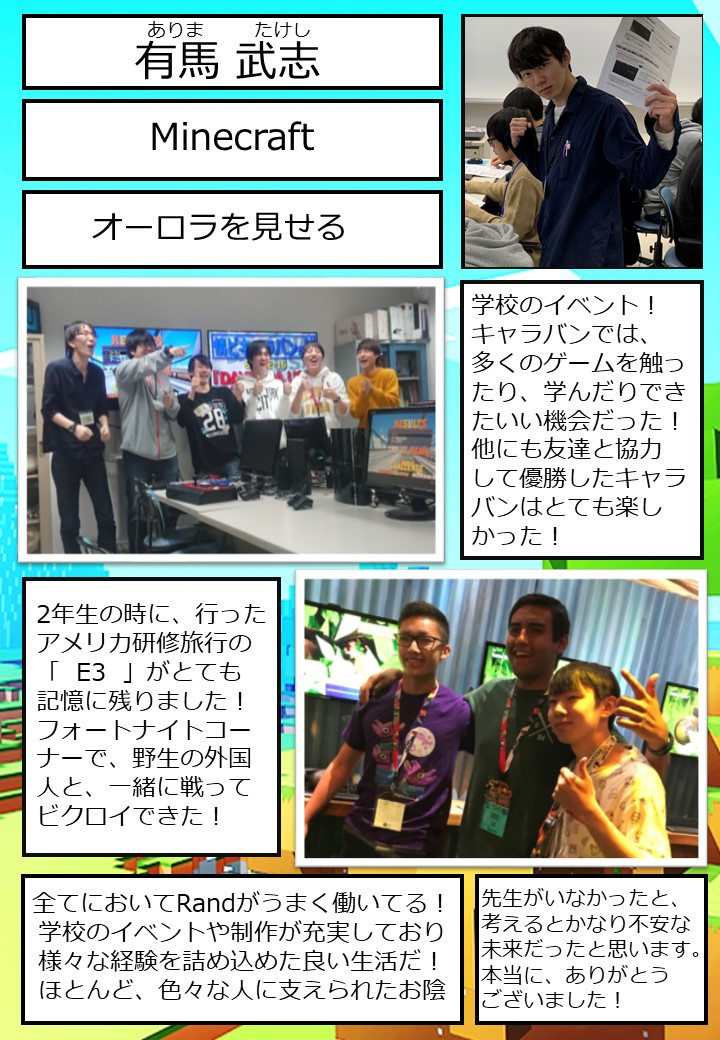 ありま たけし
有馬 武志
Minecraft
オーロラを見せる
学校のイベント！
キャラバンでは、
多くのゲームを触っ
たり、学んだりでき
たいい機会だった！
他にも友達と協力
して優勝したキャラ
バンはとても楽し
かった！
RESULTS
RESULTS
CHALLENGE
28
CITY
2年生の時に、行った
アメリカ研修旅行の
「 E3 」がとても
記憶に残りました！
フォートナイトコー
ナーで、野生の外国
人と、一緒に戦って
ビクロイできた！
全てにおいてRandがうまく働いてる！
学校のイベントや制作が充実しており
様々な経験を詰め込めた良い生活だ！
ほとんど、色々な人に支えられたお陰
先生がいなかったと、
考えるとかなり不安な
未来だったと思います。
本当に、ありがとう
ございました！